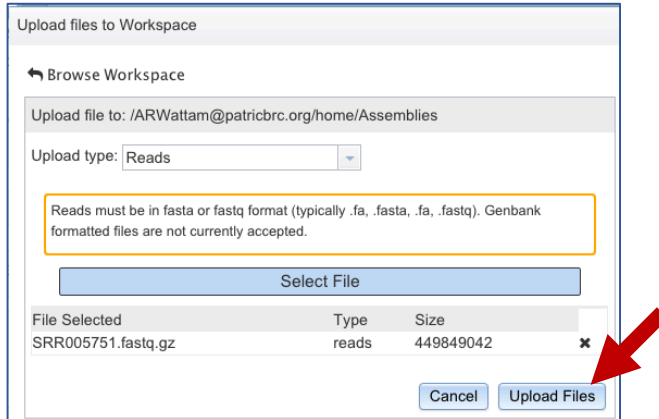 Upload files to Workspace
Browse Workspace
Upload file to: /ARWattam@patricbrc.org/home/Assemblies
Upload type: Reads
Reads must be in fasta or fastq format (typically .fa, .fasta, .fa, .fastq). Genbank
formatted files are not currently accepted.
Select File
File Selected Type Size
SRR005751.fastq.gz reads 449849042
Cancel Upload Files